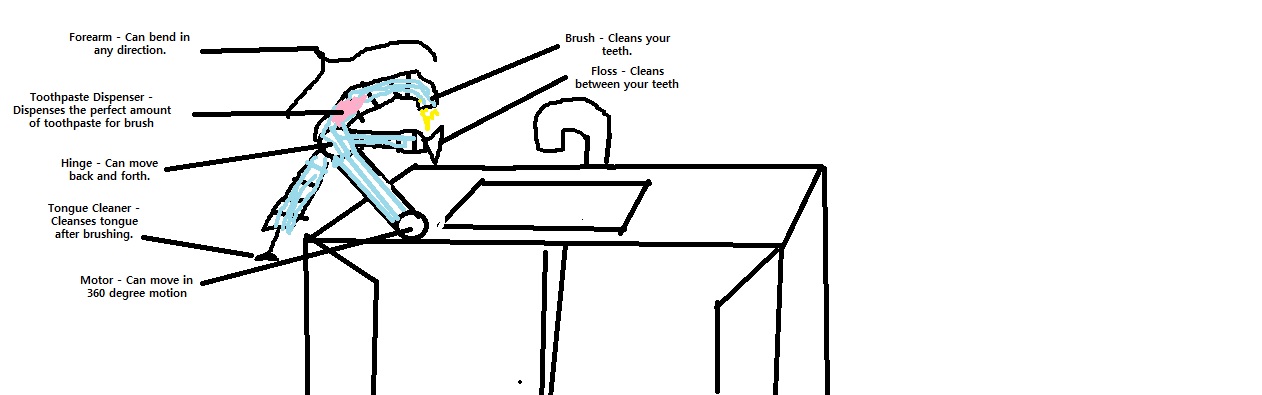 Forearm - Can bend in
any direction.
Toothpaste Dispenser -
Dispenses the perfect amount
of toothpaste for brush
Hinge - Can move
back and forth.
Tongue Cleaner -
Cleanses tongue
after brushing.
Motor - Can move in
360 degree motion
Brush - Cleans your
teeth.
Floss - Cleans
between your teeth